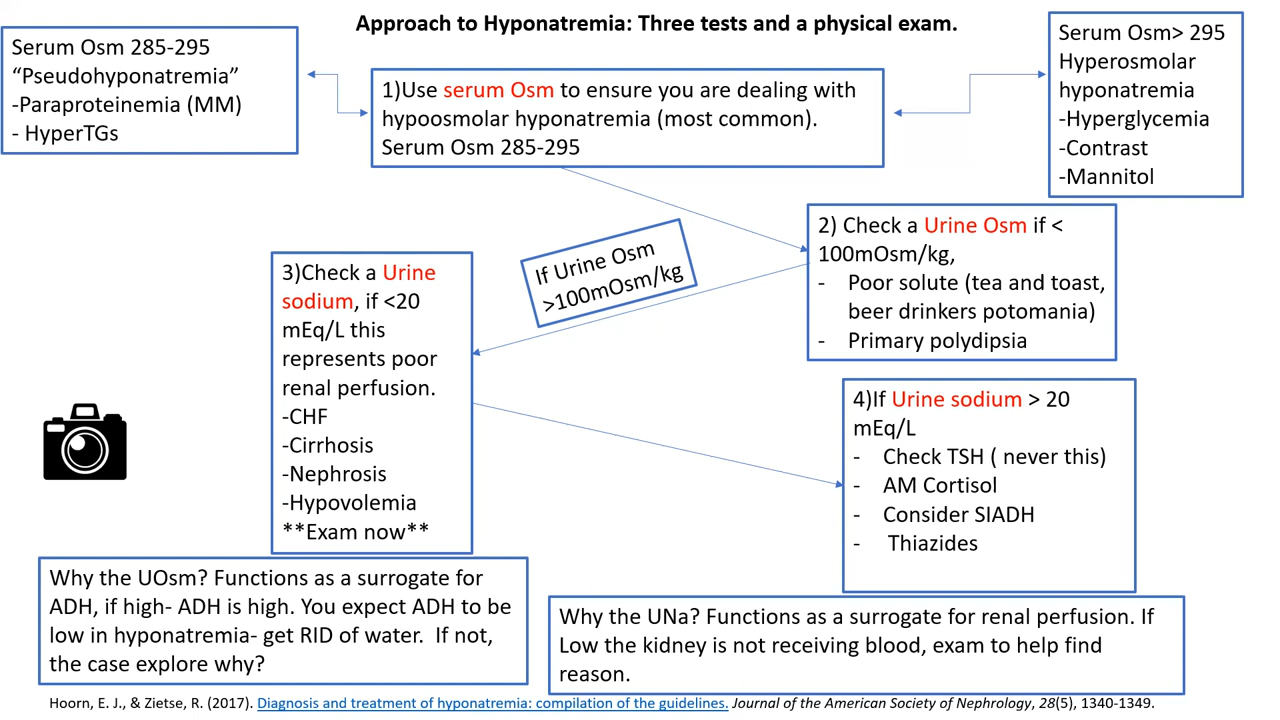 Approach to Hyponatremia: Three tests and a physical exam.
Serum Osm 285-295
“Pseudohyponatremia”
-Paraproteinemia (MM)
- HyperTGs
1)Use serum Osm to ensure you are dealing with
hypoosmolar hyponatremia (most common).
Serum Osm 285-295
Serum Osm> 295
Hyperosmolar
hyponatremia
-Hyperglycemia
-Contrast
-Mannitol
2) Check a Urine Osm if <
100mOsm/kg,
- Poor solute (tea and toast,
beer drinkers potomania)
- Primary polydipsia
If Urine Osm
>100mOsm/kg
3)Check a Urine
sodium, if <20
mEq/L this
represents poor
renal perfusion.
-CHF
-Cirrhosis
-Nephrosis
-Hypovolemia
**Exam now**
4)If Urine sodium > 20
mEq/L
- Check TSH ( never this)
- AM Cortisol
- Consider SIADH
- Thiazides
Why the UOsm? Functions as a surrogate for
ADH, if high- ADH is high. You expect ADH to be
low in hyponatremia- get RID of water. If not,
the case explore why?
Why the UNa? Functions as a surrogate for renal perfusion. If
Low the kidney is not receiving blood, exam to help find
reason.
Hoorn, E. J., & Zietse, R. (2017). Diagnosis and treatment of hyponatremia: compilation of the guidelines. Journal of the American Society of Nephrology, 28(5), 1340-1349.